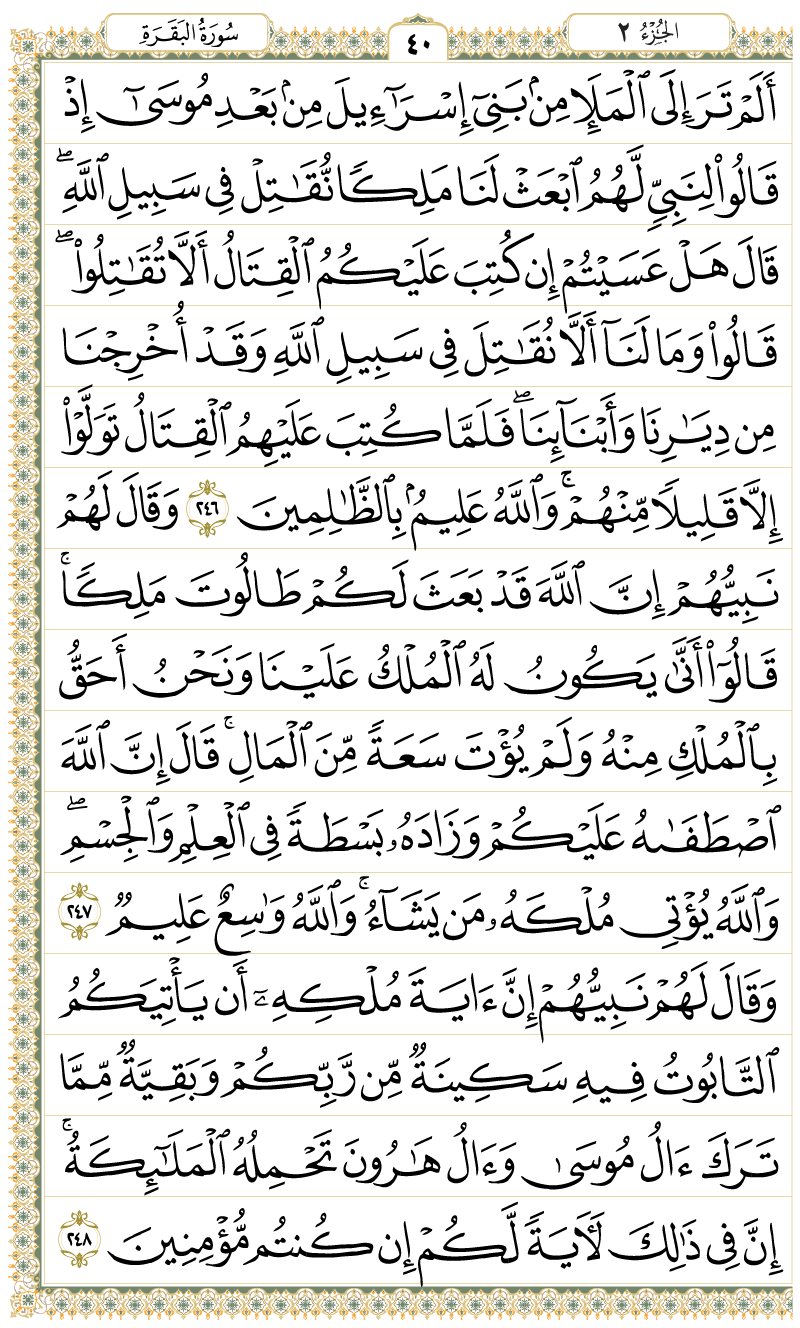 الجُزْءُ ٢
٤٠
سُورَةُ البَقَرَةِ
أَلَمْ تَرَ إِلَى ٱلْمَلَإِ مِنۢ بَنِىٓ إِسْرَٰٓءِيلَ مِنۢ بَعْدِ مُوسَىٰٓ إِذْ
قَالُوا۟ لِنَبِىٍّ لَّهُمُ ٱبْعَثْ لَنَا مَلِكًا نُّقَٰتِلْ فِى سَبِيلِ ٱللَّهِ ۖ
قَالَ هَلْ عَسَيْتُمْ إِن كُتِبَ عَلَيْكُمُ ٱلْقِتَالُ أَلَّا تُقَٰتِلُوا۟ ۖ
قَالُوا۟ وَمَا لَنَآ أَلَّا نُقَٰتِلَ فِى سَبِيلِ ٱللَّهِ وَقَدْ أُخْرِجْنَا
مِن دِيَٰرِنَا وَأَبْنَآئِنَا ۖ فَلَمَّا كُتِبَ عَلَيْهِمُ ٱلْقِتَالُ تَوَلَّوْا۟
إِلَّا قَلِيلًا مِّنْهُمْ ۗ وَٱللَّهُ عَلِيمٌۢ بِٱلظَّٰلِمِينَ ٢٤٦ وَقَالَ لَهُمْ
نَبِيُّهُمْ إِنَّ ٱللَّهَ قَدْ بَعَثَ لَكُمْ طَالُوتَ مَلِكًا ۚ
قَالُوٓا۟ أَنَّىٰ يَكُونُ لَهُ ٱلْمُلْكُ عَلَيْنَا وَنَحْنُ أَحَقُّ
بِٱلْمُلْكِ مِنْهُ وَلَمْ يُؤْتَ سَعَةً مِّنَ ٱلْمَالِ ۚ قَالَ إِنَّ ٱللَّهَ
ٱصْطَفَىٰهُ عَلَيْكُمْ وَزَادَهُۥ بَسْطَةً فِى ٱلْعِلْمِ وَٱلْجِسْمِ ۖ
وَٱللَّهُ يُؤْتِى مُلْكَهُۥ مَن يَشَآءُ ۚ وَٱللَّهُ وَٰسِعٌ عَلِيمٌ ٢٤٧
وَقَالَ لَهُمْ نَبِيُّهُمْ إِنَّ ءَايَةَ مُلْكِهِۦٓ أَن يَأْتِيَكُمُ
ٱلتَّابُوتُ فِيهِ سَكِينَةٌ مِّن رَّبِّكُمْ وَبَقِيَّةٌ مِّمَّا
تَرَكَ ءَالُ مُوسَىٰ وَءَالُ هَٰرُونَ تَحْمِلُهُ ٱلْمَلَٰٓئِكَةُ ۚ
إِنَّ فِى ذَٰلِكَ لَءَايَةً لَّكُمْ إِن كُنتُم مُّؤْمِنِينَ ٢٤٨